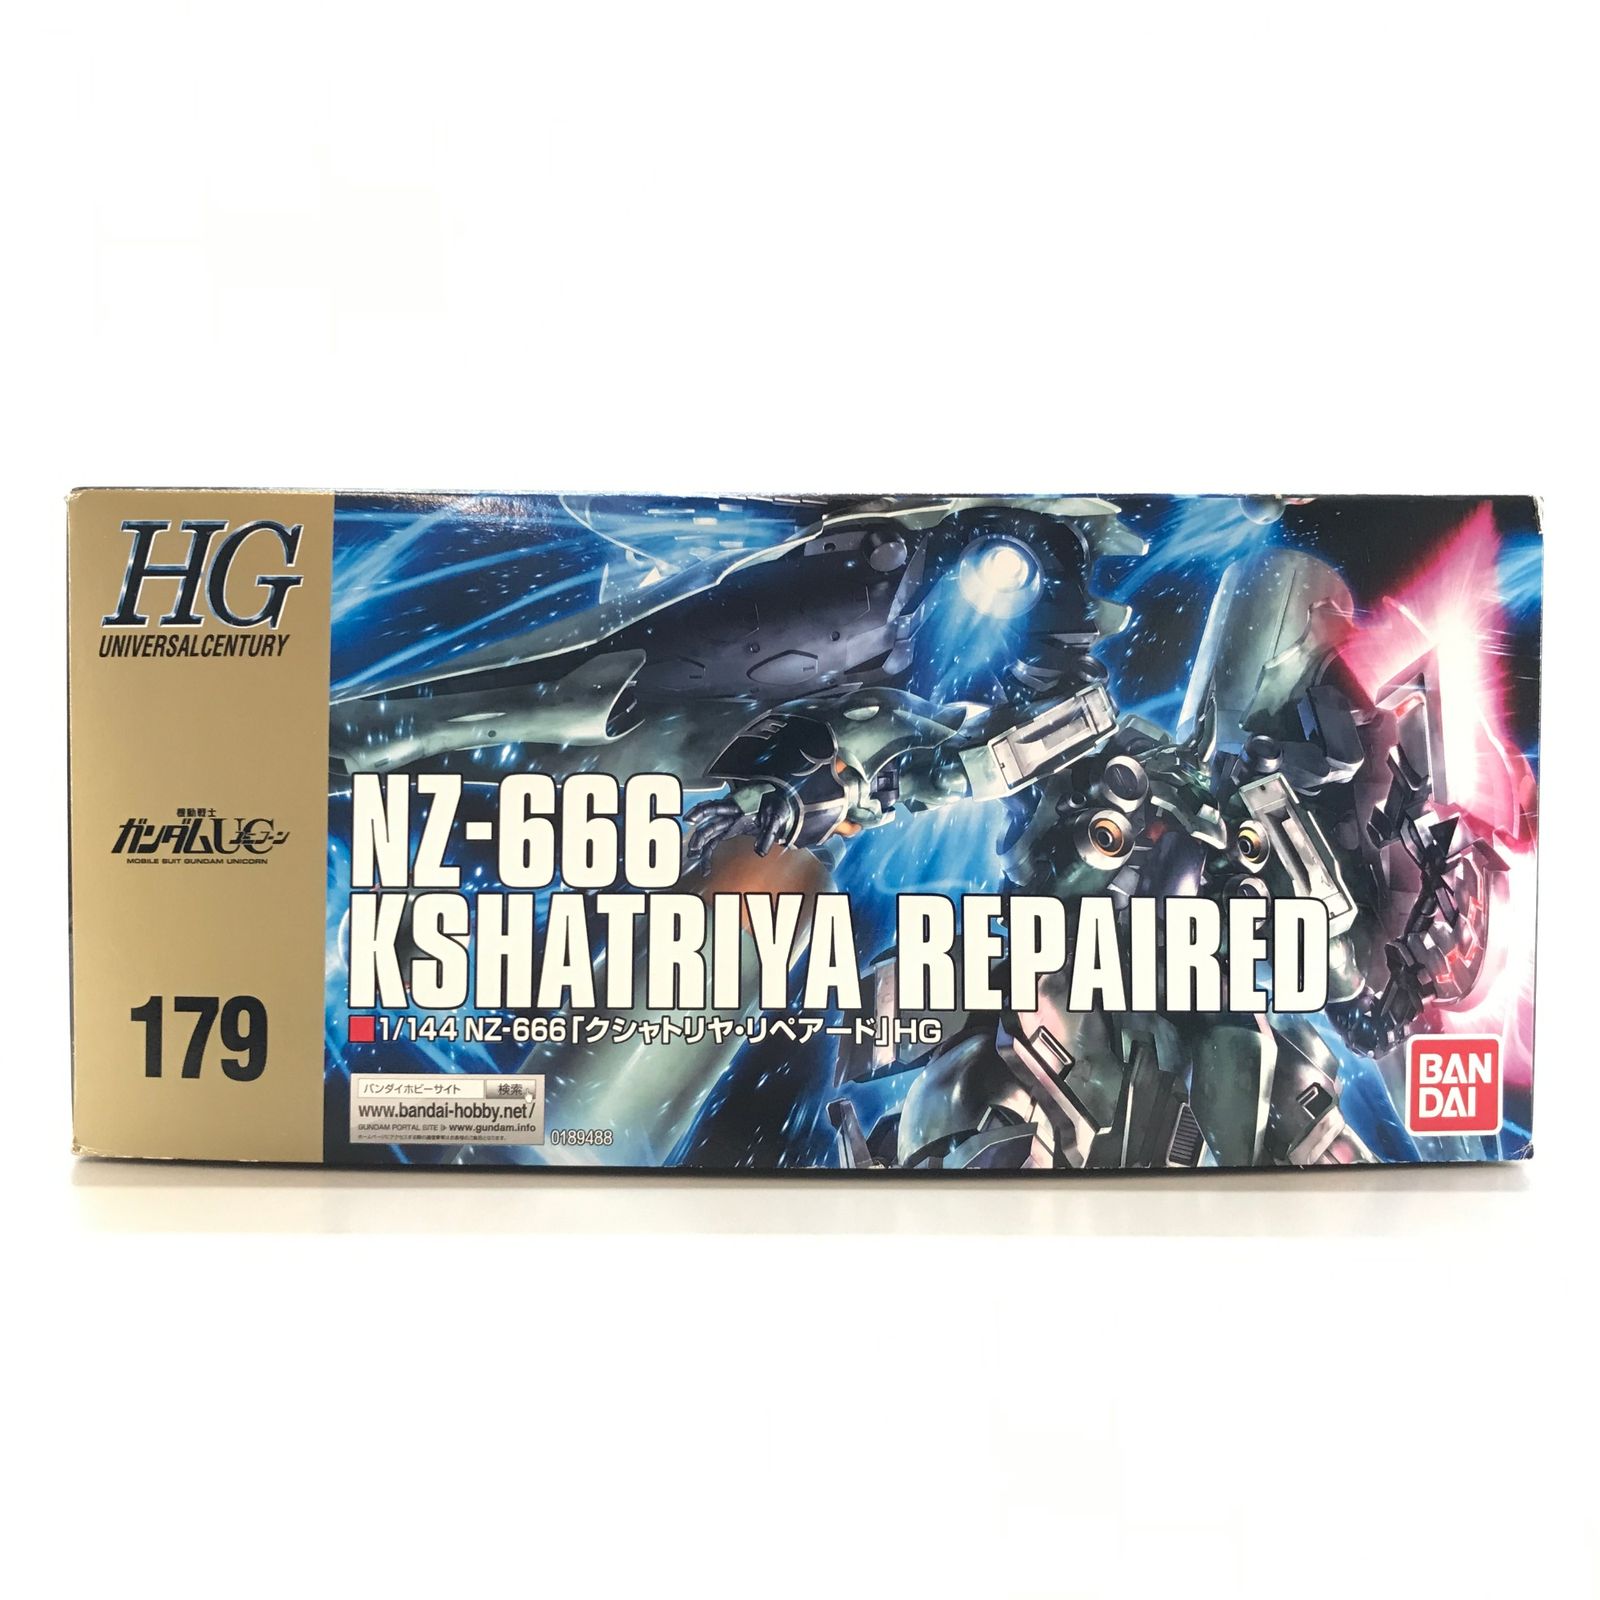 HG
UNIVERSALCENTURY
機動戦士
ガンダムUC
ユニコーン
MOBILE SUIT GUNDAM UNICORN
179
NZ-666
KSHATRIYA REPAIRED
1/144 NZ-666「クシャトリヤ・リペアード」HG
バンダイホビーサイト 検索
www.bandai-hobby.net/
GUNDAM PORTAL SITE www.gundam.info
0189488
BAN
DAI